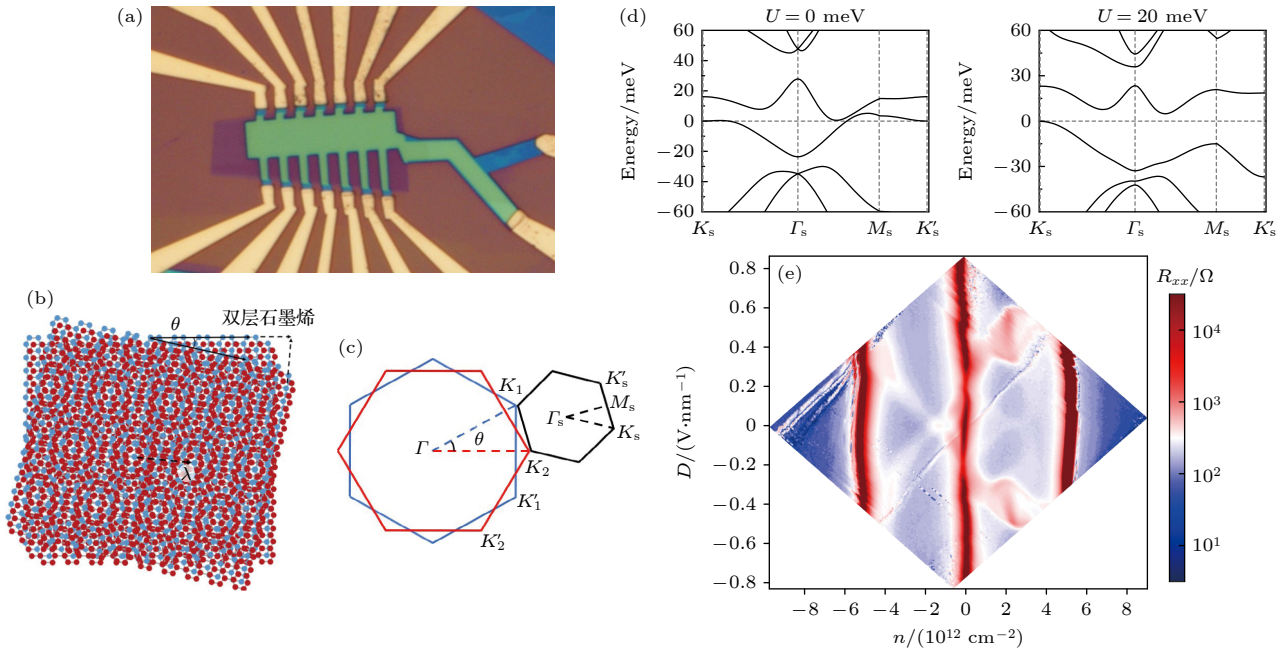 (a)
(b)
θ
双层石墨烯
λ
(c)
K₁
K₂
K′₁
K′₂
Γ
θ
Γₛ
K′ₛ
Mₛ
Kₛ
(d)
U = 0 meV
Energy/meV
60
40
20
0
−20
−40
−60
Kₛ
Γₛ
Mₛ
K′ₛ
U = 20 meV
Energy/meV
60
30
0
−30
−60
Kₛ
Γₛ
Mₛ
K′ₛ
(e)
D/(V·nm⁻¹)
0.8
0.6
0.4
0.2
0
−0.2
−0.4
−0.6
−0.8
−8 −6 −4 −2 0 2 4 6 8
n/(10¹² cm⁻²)
Rₓₓ/Ω
10⁴
10³
10²
10¹